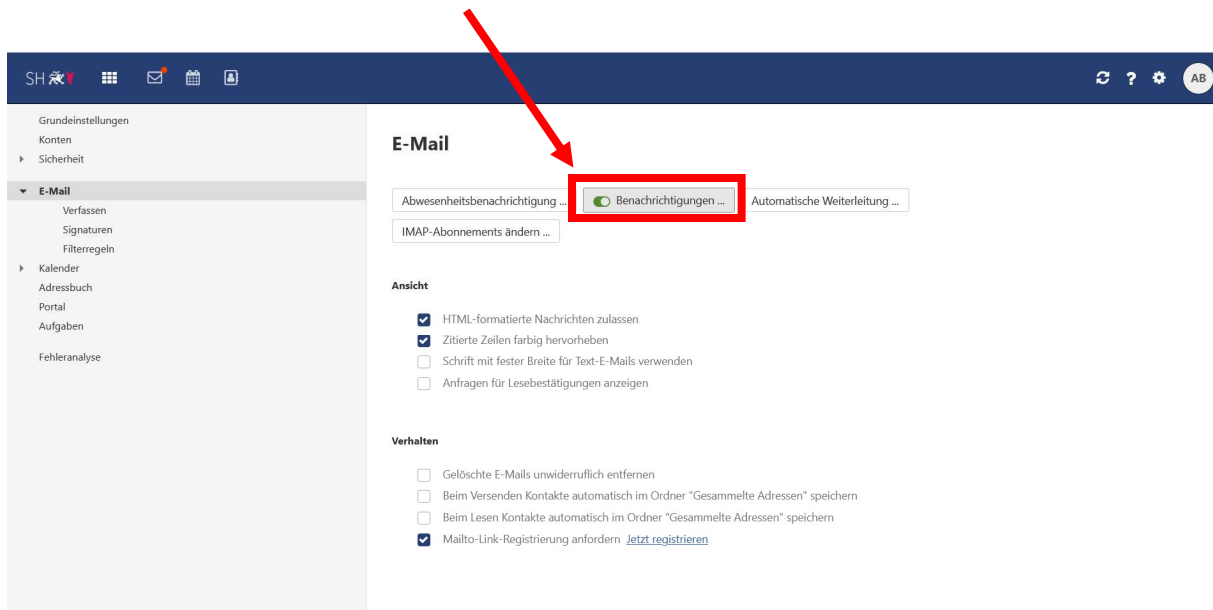 SH
AB
Grundeinstellungen
Konten
Sicherheit
E-Mail
Verfassen
Signaturen
Filterregeln
Kalender
Adressbuch
Portal
Aufgaben
Fehleranalyse
E-Mail
Abwesenheitsbenachrichtigung ... Benachrichtigungen ... Automatische Weiterleitung ...
IMAP-Abonnements ändern ...
Ansicht
HTML-formatierte Nachrichten zulassen
Zitierte Zeilen farbig hervorheben
Schrift mit fester Breite für Text-E-Mails verwenden
Anfragen für Lesebestätigungen anzeigen
Verhalten
Gelöschte E-Mails unwiderruflich entfernen
Beim Versenden Kontakte automatisch im Ordner "Gesammelte Adressen" speichern
Beim Lesen Kontakte automatisch im Ordner "Gesammelte Adressen" speichern
Mailto-Link-Registrierung anfordern Jetzt registrieren